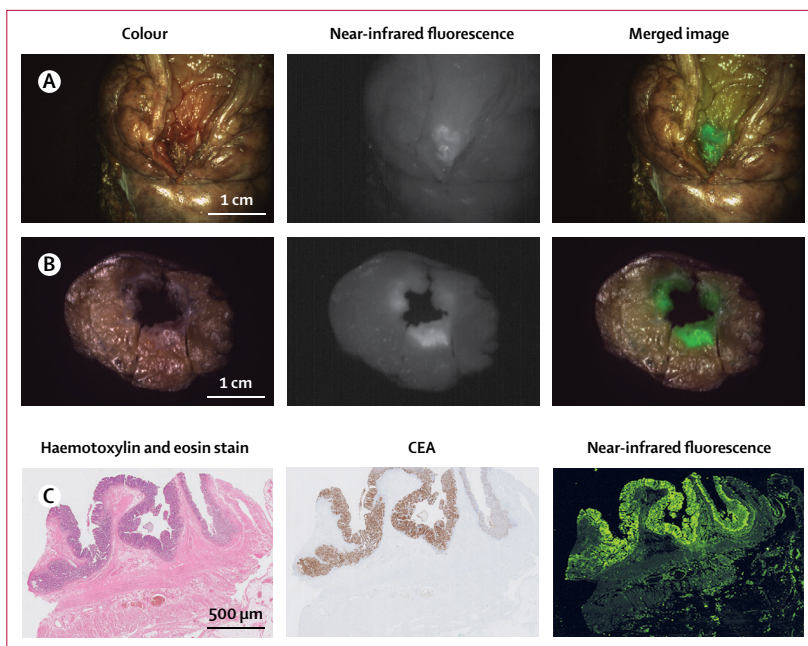 Colour Near-infrared fluorescence Merged image
A
1 cm
B
1 cm
Haemotoxylin and eosin stain CEA Near-infrared fluorescence
C
500 µm